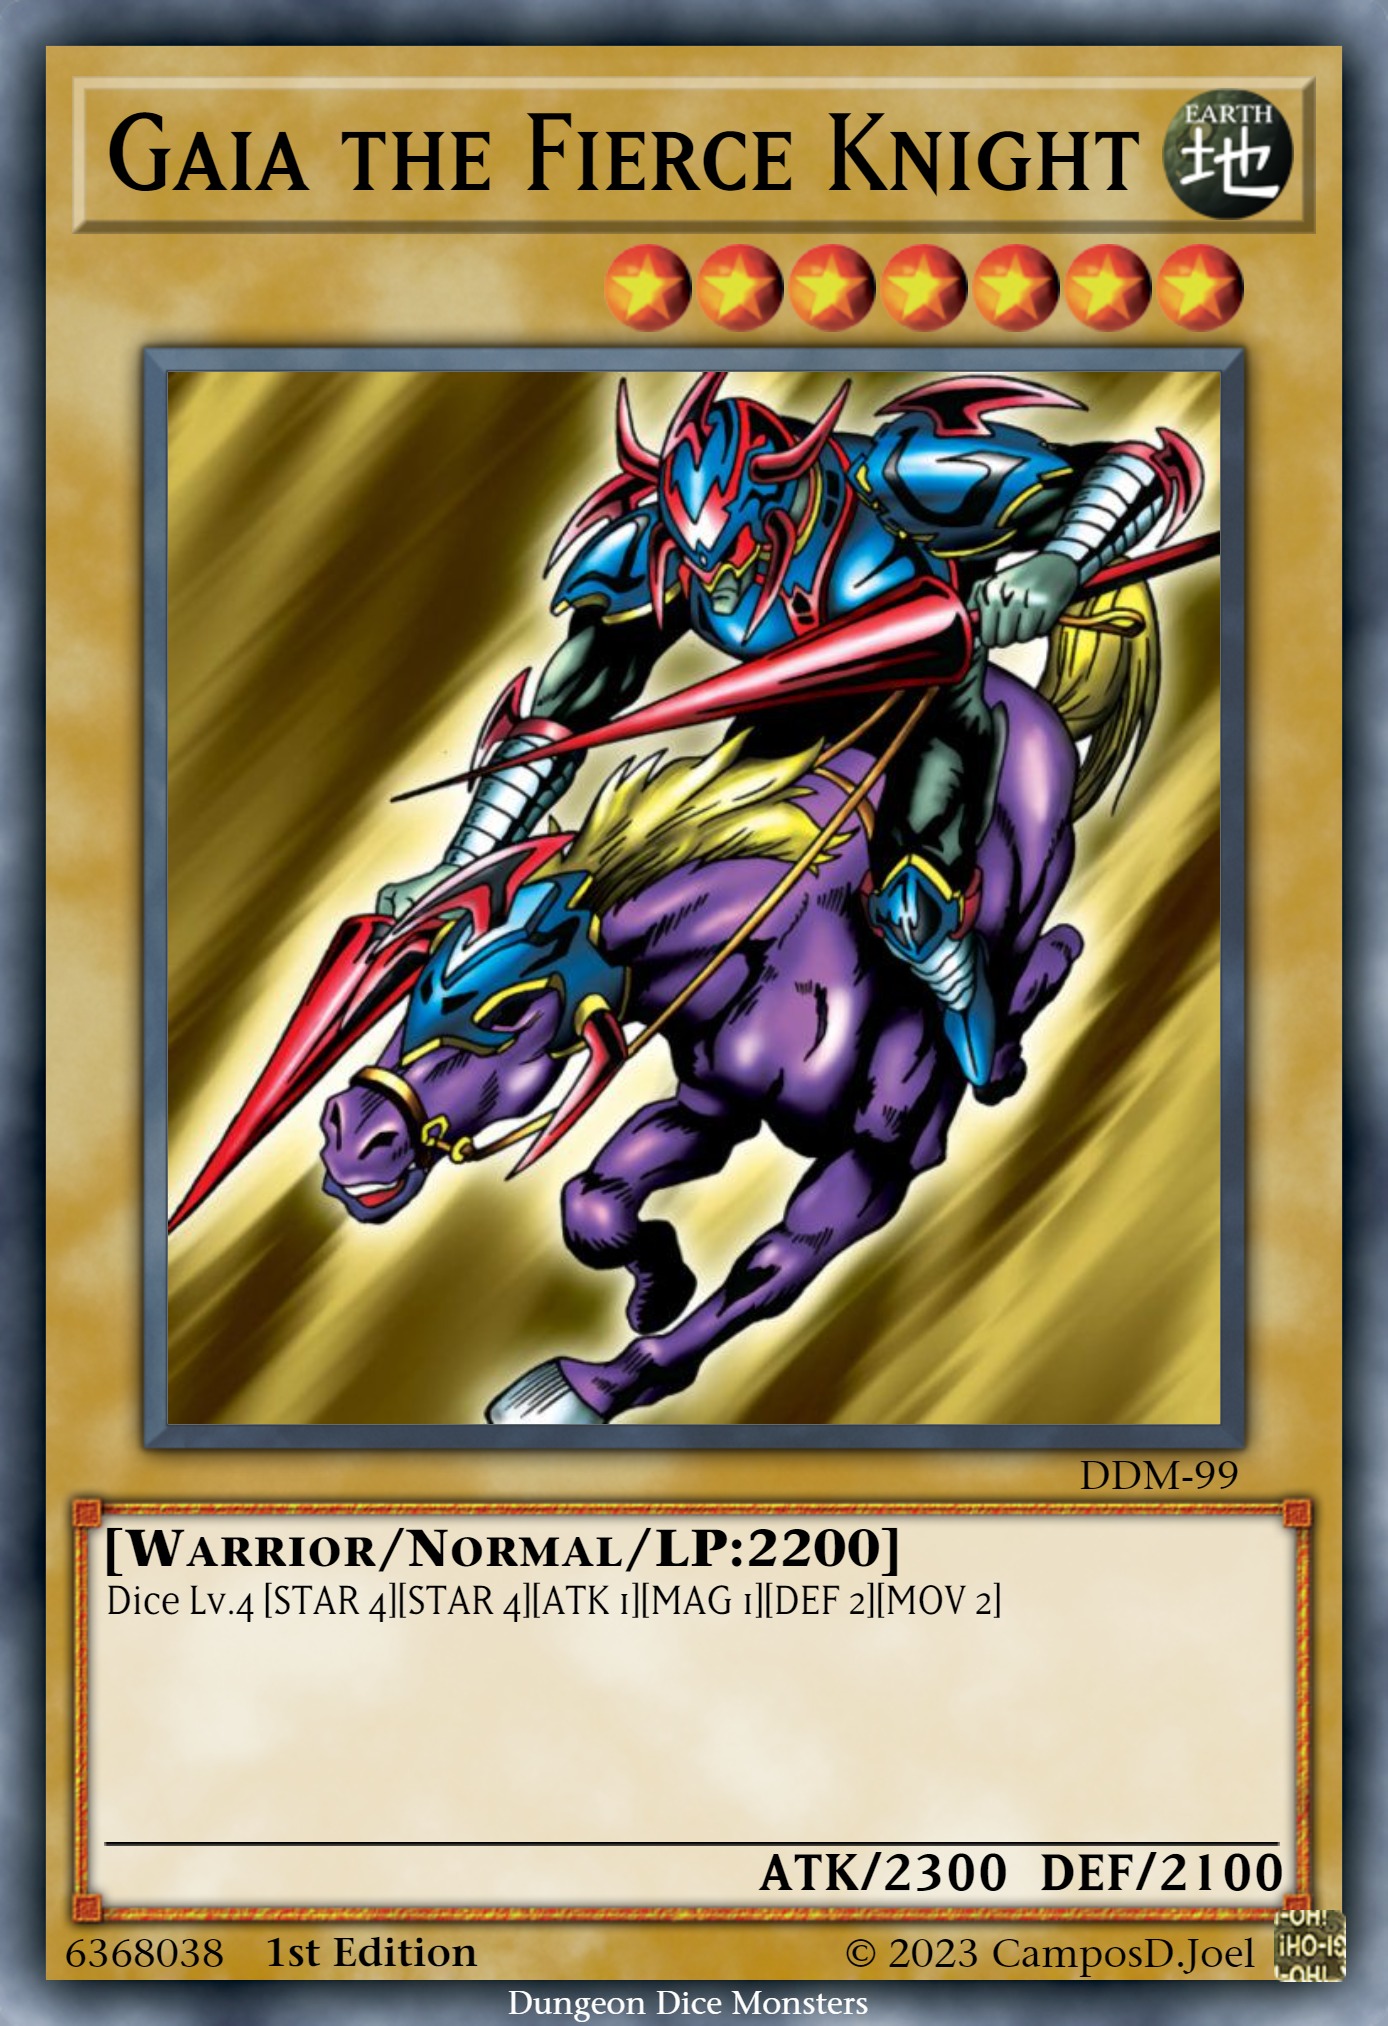 Gaia the Fierce Knight
EARTH
地
DDM-99
[Warrior/Normal/LP:2200]
Dice Lv.4 [STAR 4][STAR 4][ATK 1][MAG 1][DEF 2][MOV 2]
ATK/2300 DEF/2100
6368038 1st Edition
© 2023 CamposD.Joel
Dungeon Dice Monsters